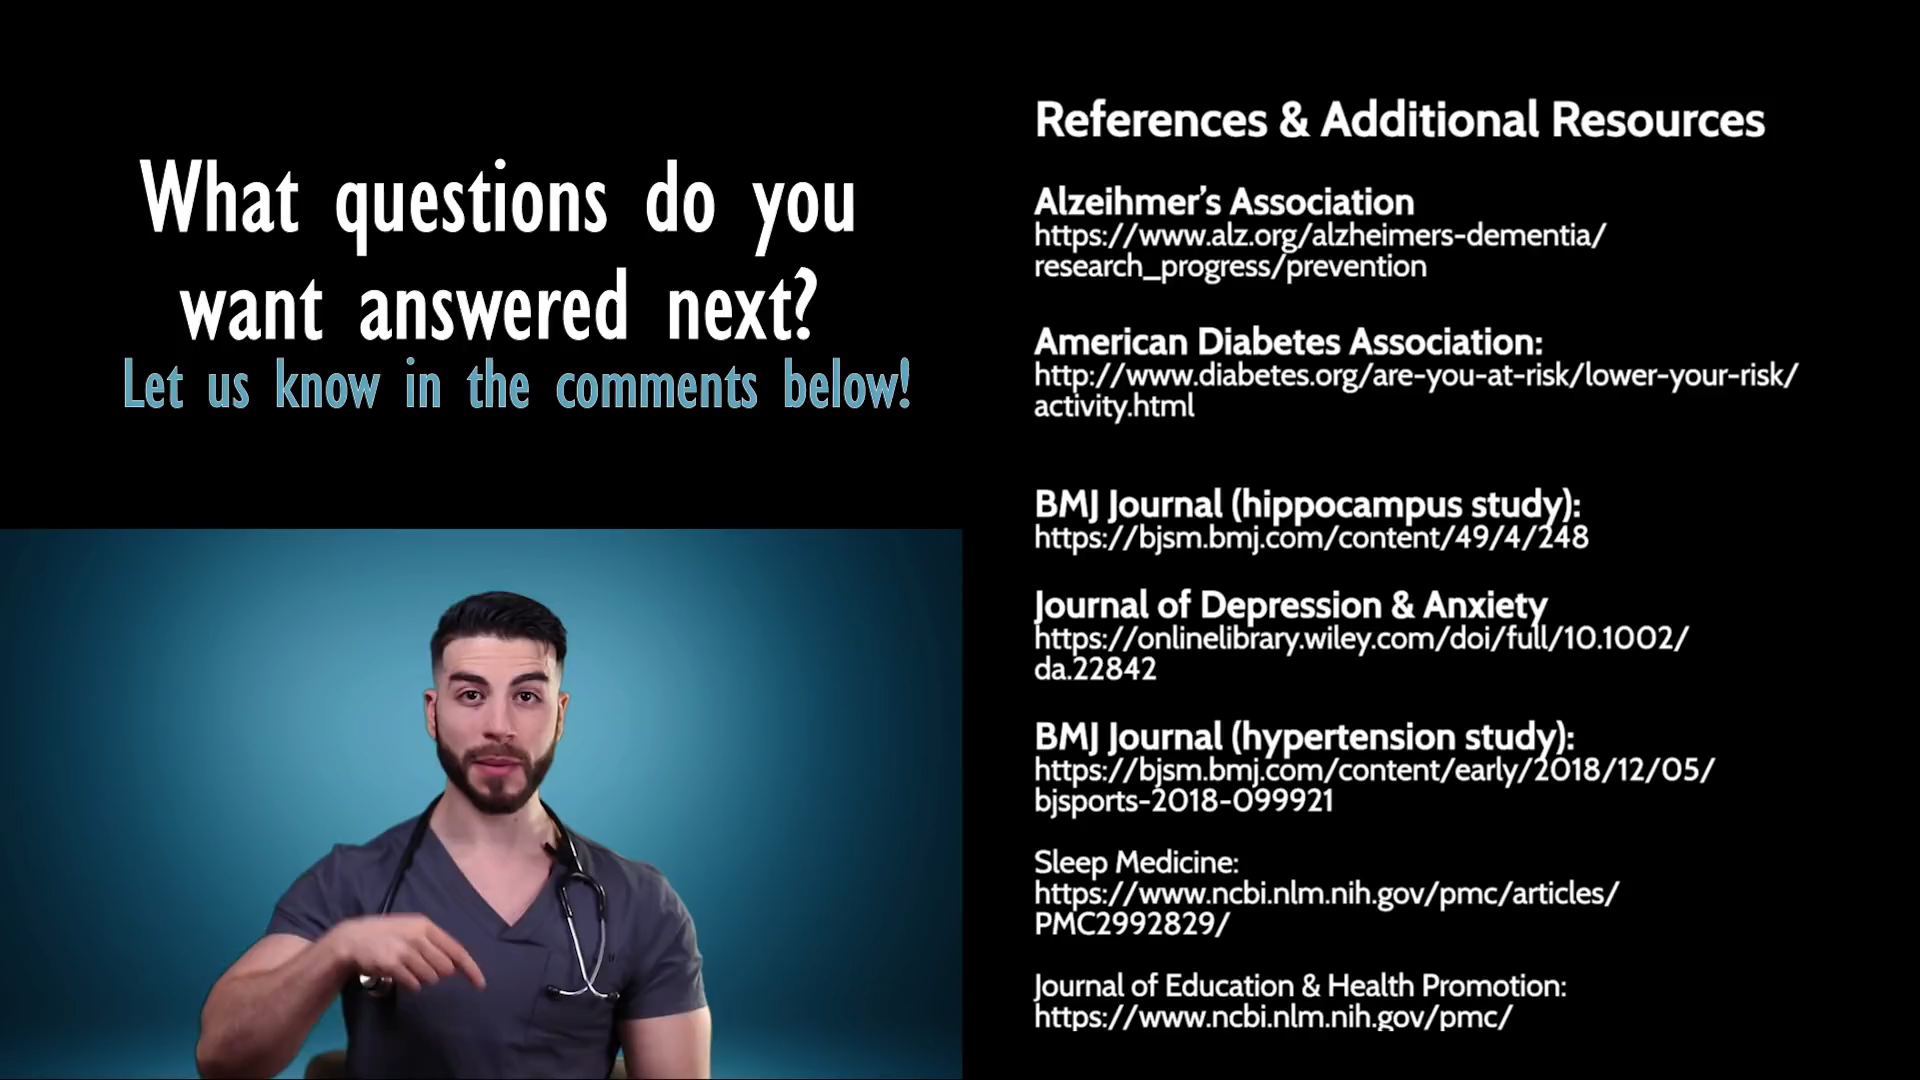 What questions do you
want answered next?
Let us know in the comments below!
References & Additional Resources
Alzeihmer's Association
https://www.alz.org/alzheimers-dementia/
research_progress/prevention
American Diabetes Association:
http://www.diabetes.org/are-you-at-risk/lower-your-risk/
activity.html
BMJ Journal (hippocampus study):
https://bjsm.bmj.com/content/49/4/248
Journal of Depression & Anxiety
https://onlinelibrary.wiley.com/doi/full/10.1002/
da.22842
BMJ Journal (hypertension study):
https://bjsm.bmj.com/content/early/2018/12/05/
bjsports-2018-099921
Sleep Medicine:
https://www.ncbi.nlm.nih.gov/pmc/articles/
PMC2992829/
Journal of Education & Health Promotion:
https://www.ncbi.nlm.nih.gov/pmc/